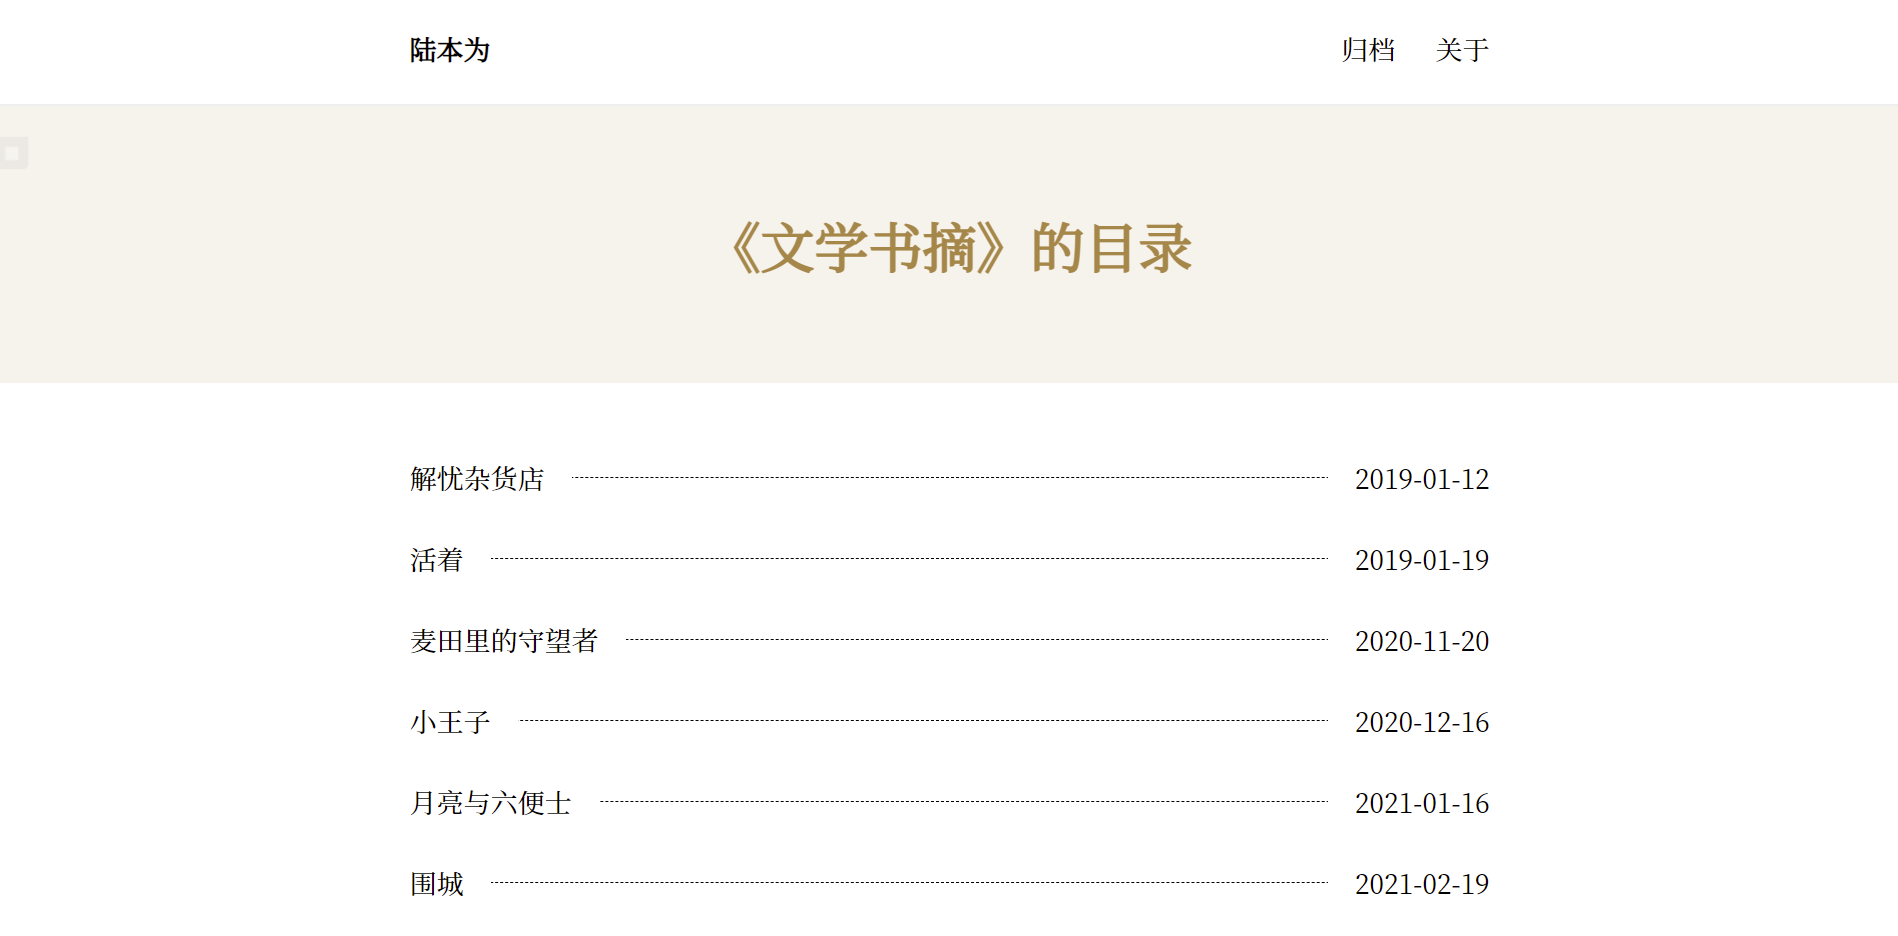 陆本为 归档 关于
《文学书摘》的目录
解忧杂货店 2019-01-12
活着 2019-01-19
麦田里的守望者 2020-11-20
小王子 2020-12-16
月亮与六便士 2021-01-16
围城 2021-02-19